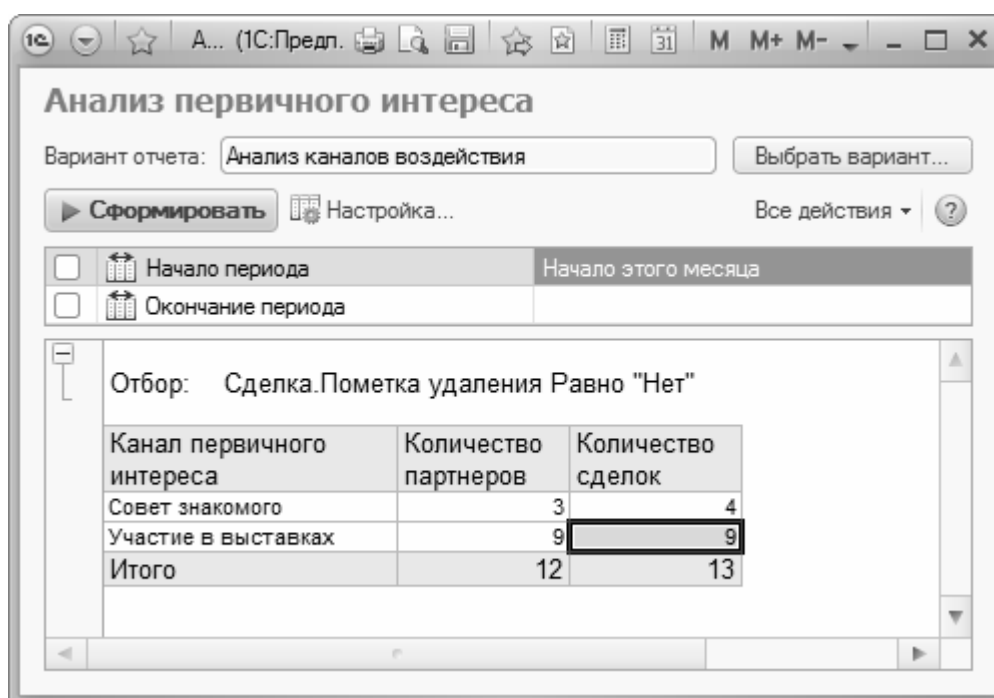 1С А... (1С:Предп. 31 M M+ M-
Анализ первичного интереса
Вариант отчета: Анализ каналов воздействия Выбрать вариант...
Сформировать Настройка... Все действия ?
Начало периода Начало этого месяца
Окончание периода
Отбор: Сделка.Пометка удаления Равно "Нет"
Канал первичного Количество Количество
интереса партнеров сделок
Совет знакомого 3 4
Участие в выставках 9 9
Итого 12 13